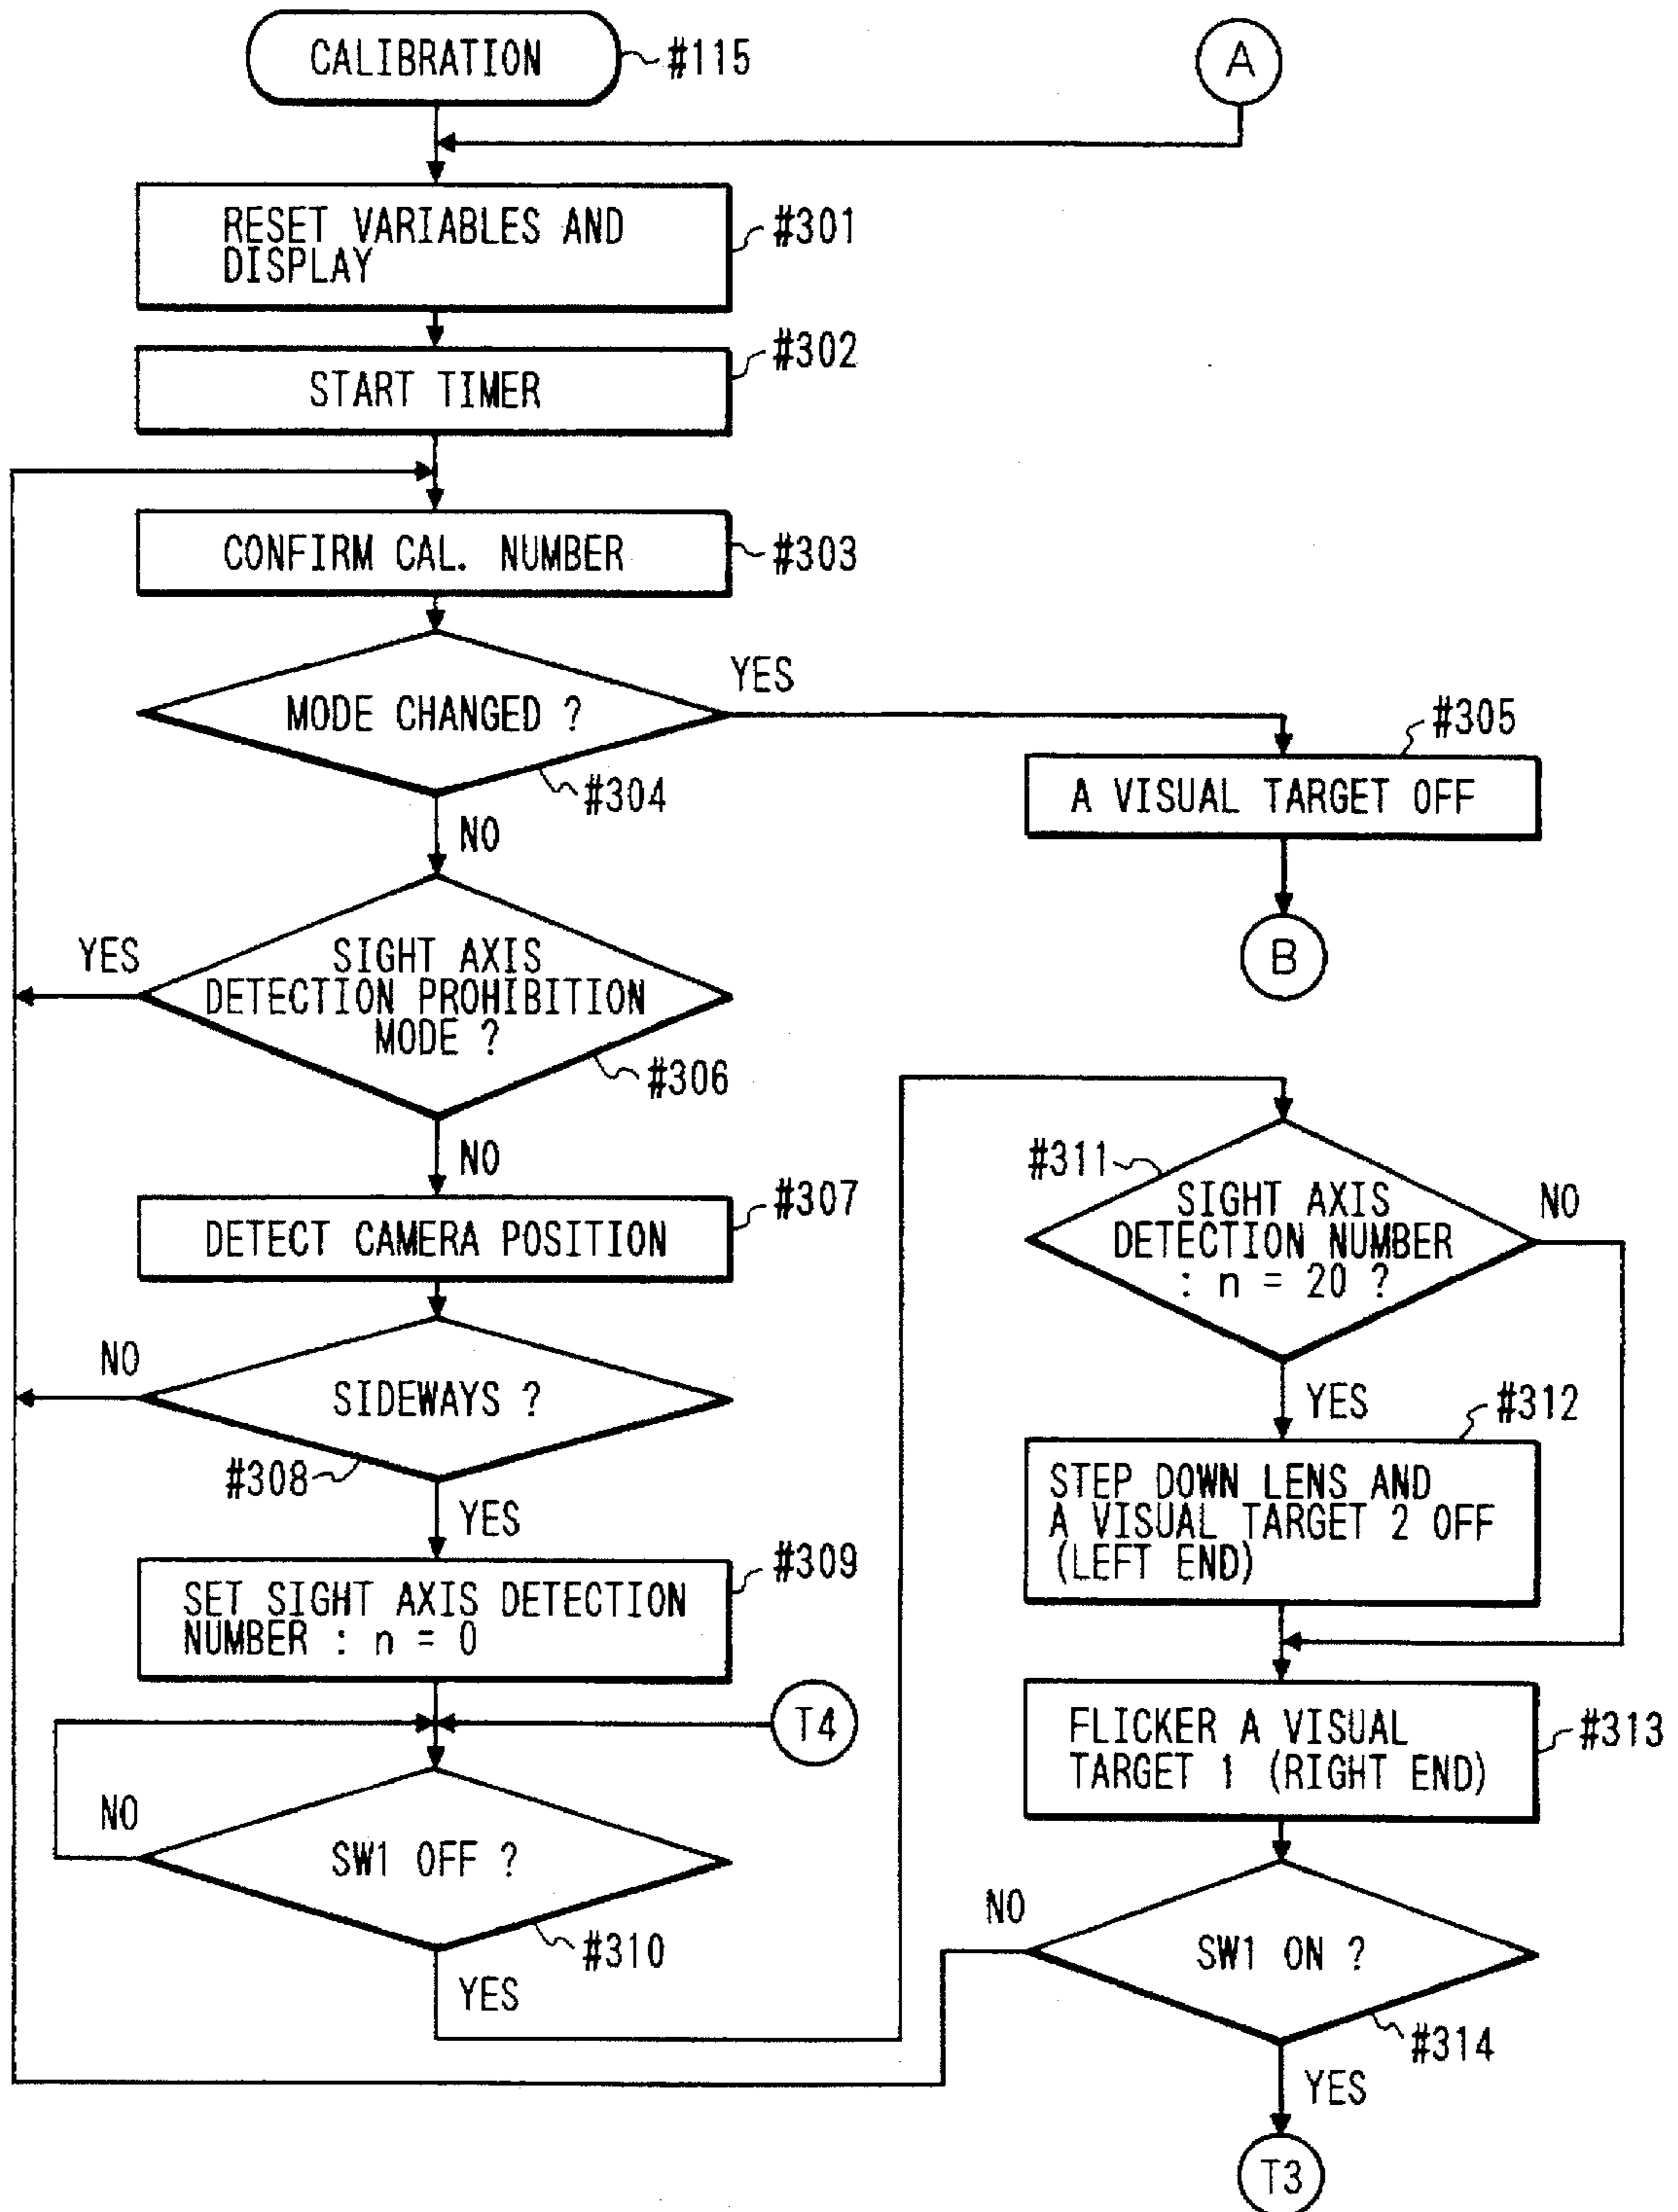 CALIBRATION
#115
A
RESET VARIABLES AND
DISPLAY
#301
START TIMER
#302
CONFIRM CAL. NUMBER
#303
MODE CHANGED ?
#304
YES
NO
#305
A VISUAL TARGET OFF
B
SIGHT AXIS
DETECTION PROHIBITION
MODE ?
#306
YES
NO
DETECT CAMERA POSITION
#307
SIDEWAYS ?
#308
NO
YES
SET SIGHT AXIS DETECTION
NUMBER : n = 0
#309
T4
SW1 OFF ?
#310
NO
YES
#311
SIGHT AXIS
DETECTION NUMBER
: n = 20 ?
NO
YES
#312
STEP DOWN LENS AND
A VISUAL TARGET 2 OFF
(LEFT END)
FLICKER A VISUAL
TARGET 1 (RIGHT END)
#313
SW1 ON ?
#314
NO
YES
T3